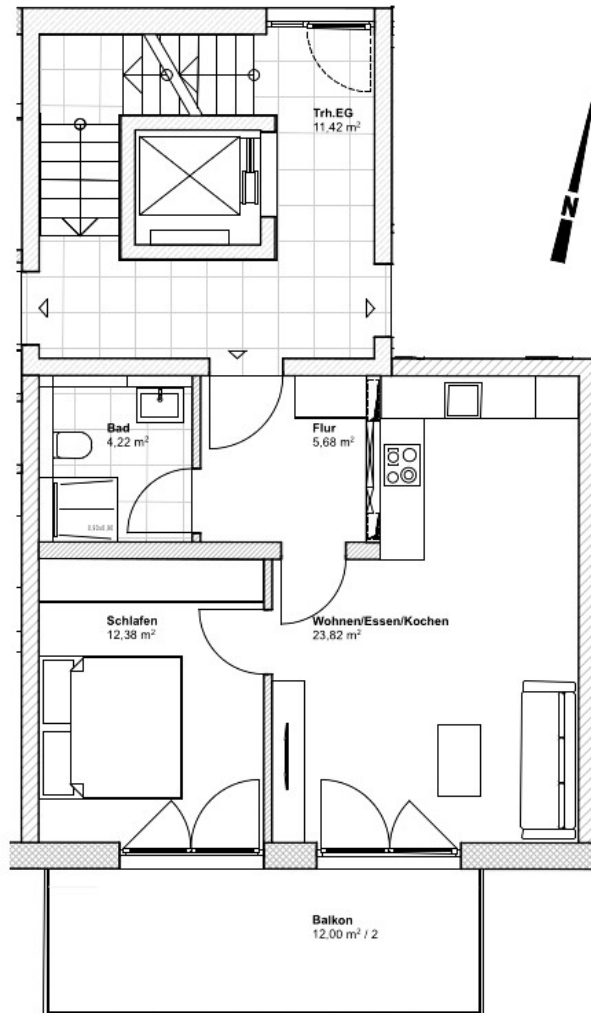 Trh.EG
11,42 m²
N
Bad
4,22 m²
Flur
5,68 m²
Schlafen
12,38 m²
Wohnen/Essen/Kochen
23,82 m²
Balkon
12,00 m² / 2